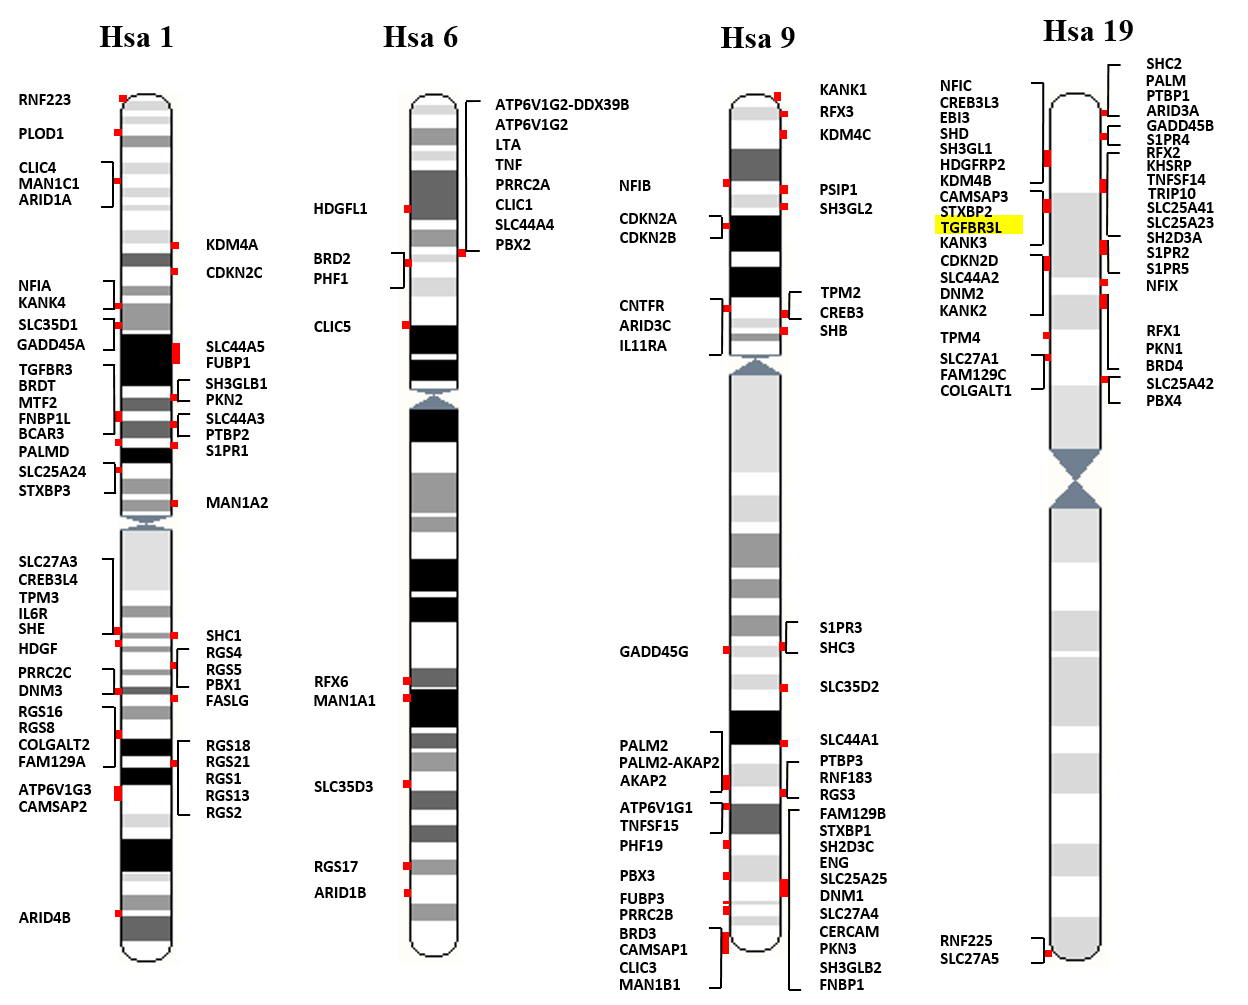 Hsa 1
RNF223
PLOD1
CLIC4
MAN1C1
ARID1A
NFIA
KANK4
SLC35D1
GADD45A
TGFBR3
BRDT
MTF2
FNBP1L
BCAR3
PALMD
SLC25A24
STXBP3
SLC27A3
CREB3L4
TPM3
IL6R
SHE
HDGF
PRRC2C
DNM3
RGS16
RGS8
COLGALT2
FAM129A
ATP6V1G3
CAMSAP2
ARID4B
KDM4A
CDKN2C
SLC44A5
FUBP1
SH3GLB1
PKN2
SLC44A3
PTBP2
S1PR1
MAN1A2
SHC1
RGS4
RGS5
PBX1
FASLG
RGS18
RGS21
RGS1
RGS13
RGS2
Hsa 6
HDGFL1
BRD2
PHF1
CLIC5
RFX6
MAN1A1
SLC35D3
RGS17
ARID1B
ATP6V1G2-DDX39B
ATP6V1G2
LTA
TNF
PRRC2A
CLIC1
SLC44A4
PBX2
Hsa 9
NFIB
CDKN2A
CDKN2B
CNTFR
ARID3C
IL11RA
GADD45G
PALM2
PALM2-AKAP2
AKAP2
ATP6V1G1
TNFSF15
PHF19
PBX3
FUBP3
PRRC2B
BRD3
CAMSAP1
CLIC3
MAN1B1
KANK1
RFX3
KDM4C
PSIP1
SH3GL2
TPM2
CREB3
SHB
S1PR3
SHC3
SLC35D2
SLC44A1
PTBP3
RNF183
RGS3
FAM129B
STXBP1
SH2D3C
ENG
SLC25A25
DNM1
SLC27A4
CERCAM
PKN3
SH3GLB2
FNBP1
Hsa 19
NFIC
CREB3L3
EBI3
SHD
SH3GL1
HDGFRP2
KDM4B
CAMSAP3
STXBP2
TGFBR3L
KANK3
CDKN2D
SLC44A2
DNM2
KANK2
TPM4
SLC27A1
FAM129C
COLGALT1
RNF225
SLC27A5
SHC2
PALM
PTBP1
ARID3A
GADD45B
S1PR4
RFX2
KHSRP
TNFSF14
TRIP10
SLC25A41
SLC25A23
SH2D3A
S1PR2
S1PR5
NFIX
RFX1
PKN1
BRD4
SLC25A42
PBX4